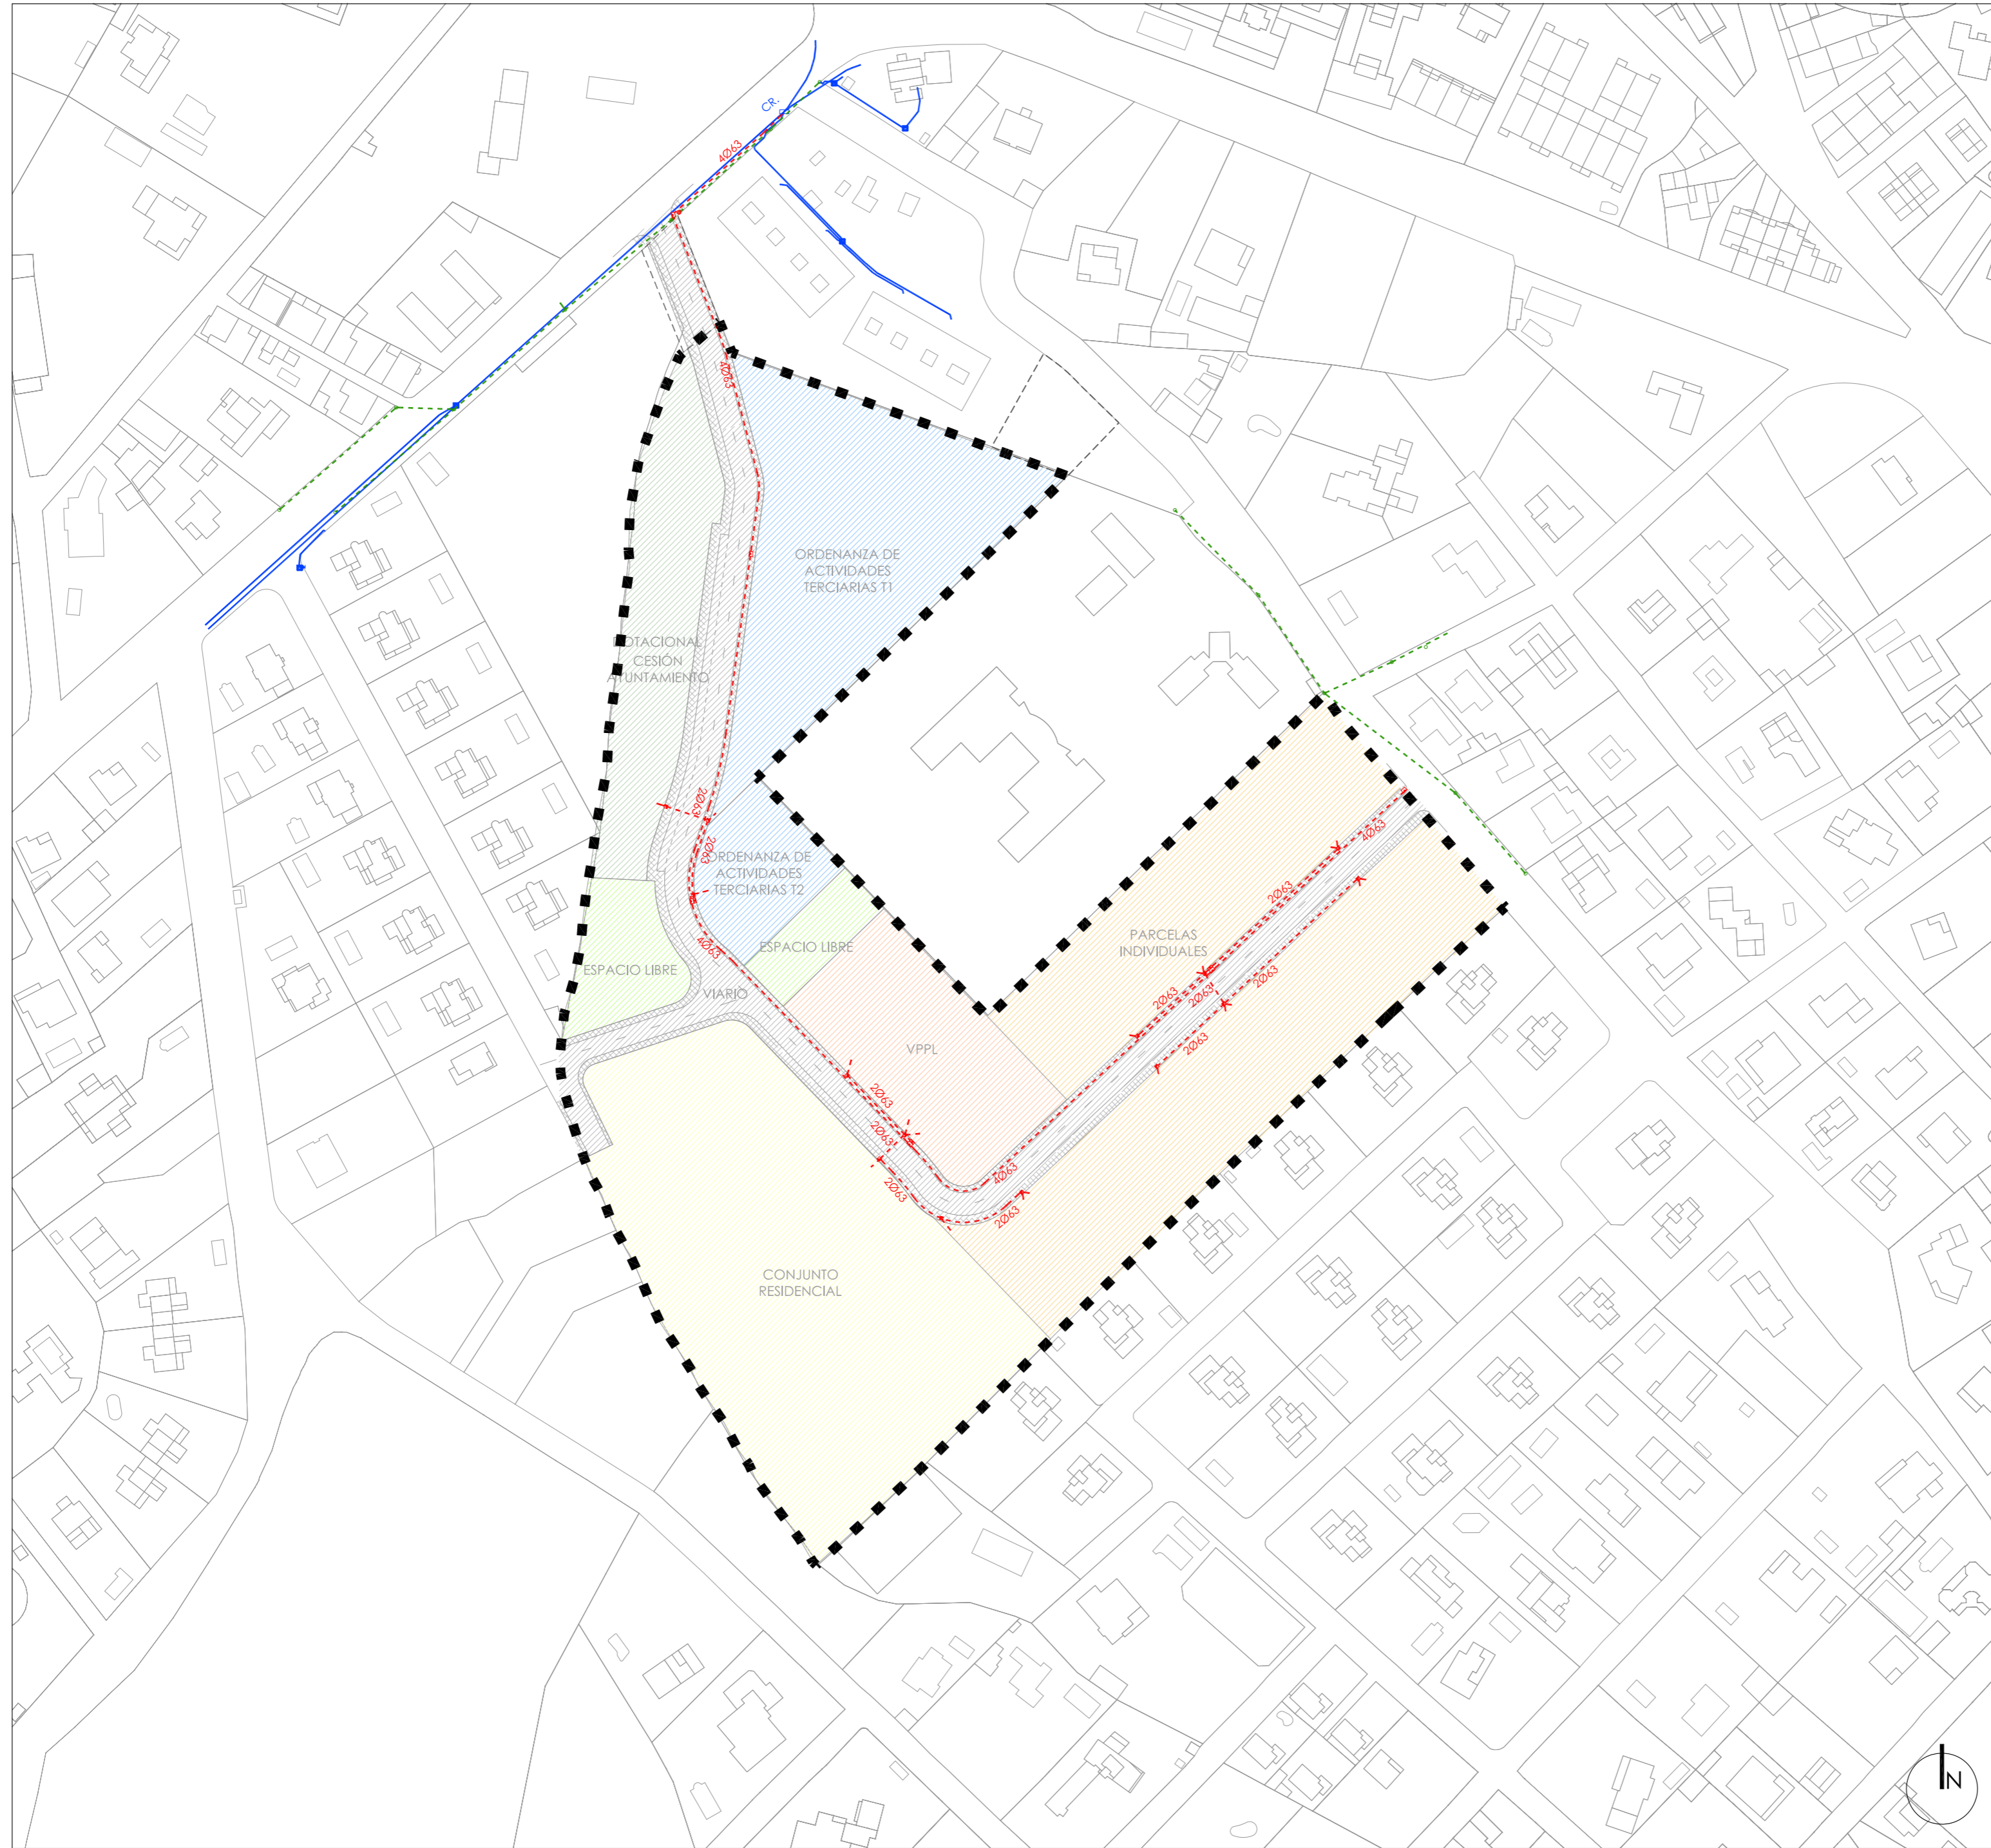 CR.
4Ø63
4Ø63
ORDENANZA DE
ACTIVIDADES
TERCIARIAS T1
DOTACIONAL
CESIÓN
AYUNTAMIENTO
2Ø63
2Ø63
ORDENANZA DE
ACTIVIDADES
TERCIARIAS T2
4Ø63
ESPACIO LIBRE
ESPACIO LIBRE
VIARIO
PARCELAS
INDIVIDUALES
4Ø63
2Ø63
2Ø63
2Ø63
2Ø63
2Ø63
VPPL
2Ø63
2Ø63
2Ø63
4Ø63
2Ø63
CONJUNTO
RESIDENCIAL
N